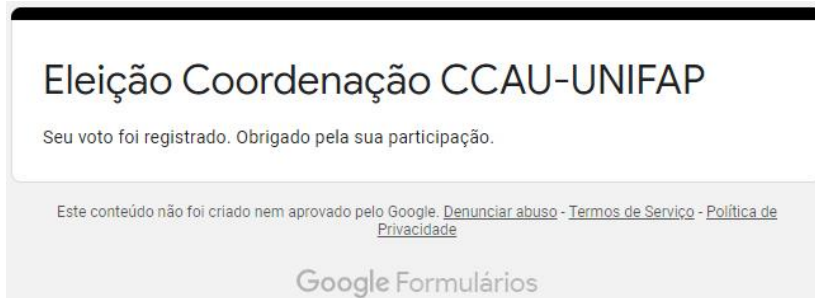 Eleição Coordenação CCAU-UNIFAP
Seu voto foi registrado. Obrigado pela sua participação.
Este conteúdo não foi criado nem aprovado pelo Google. Denunciar abuso - Termos de Serviço - Política de
Privacidade
Google Formulários